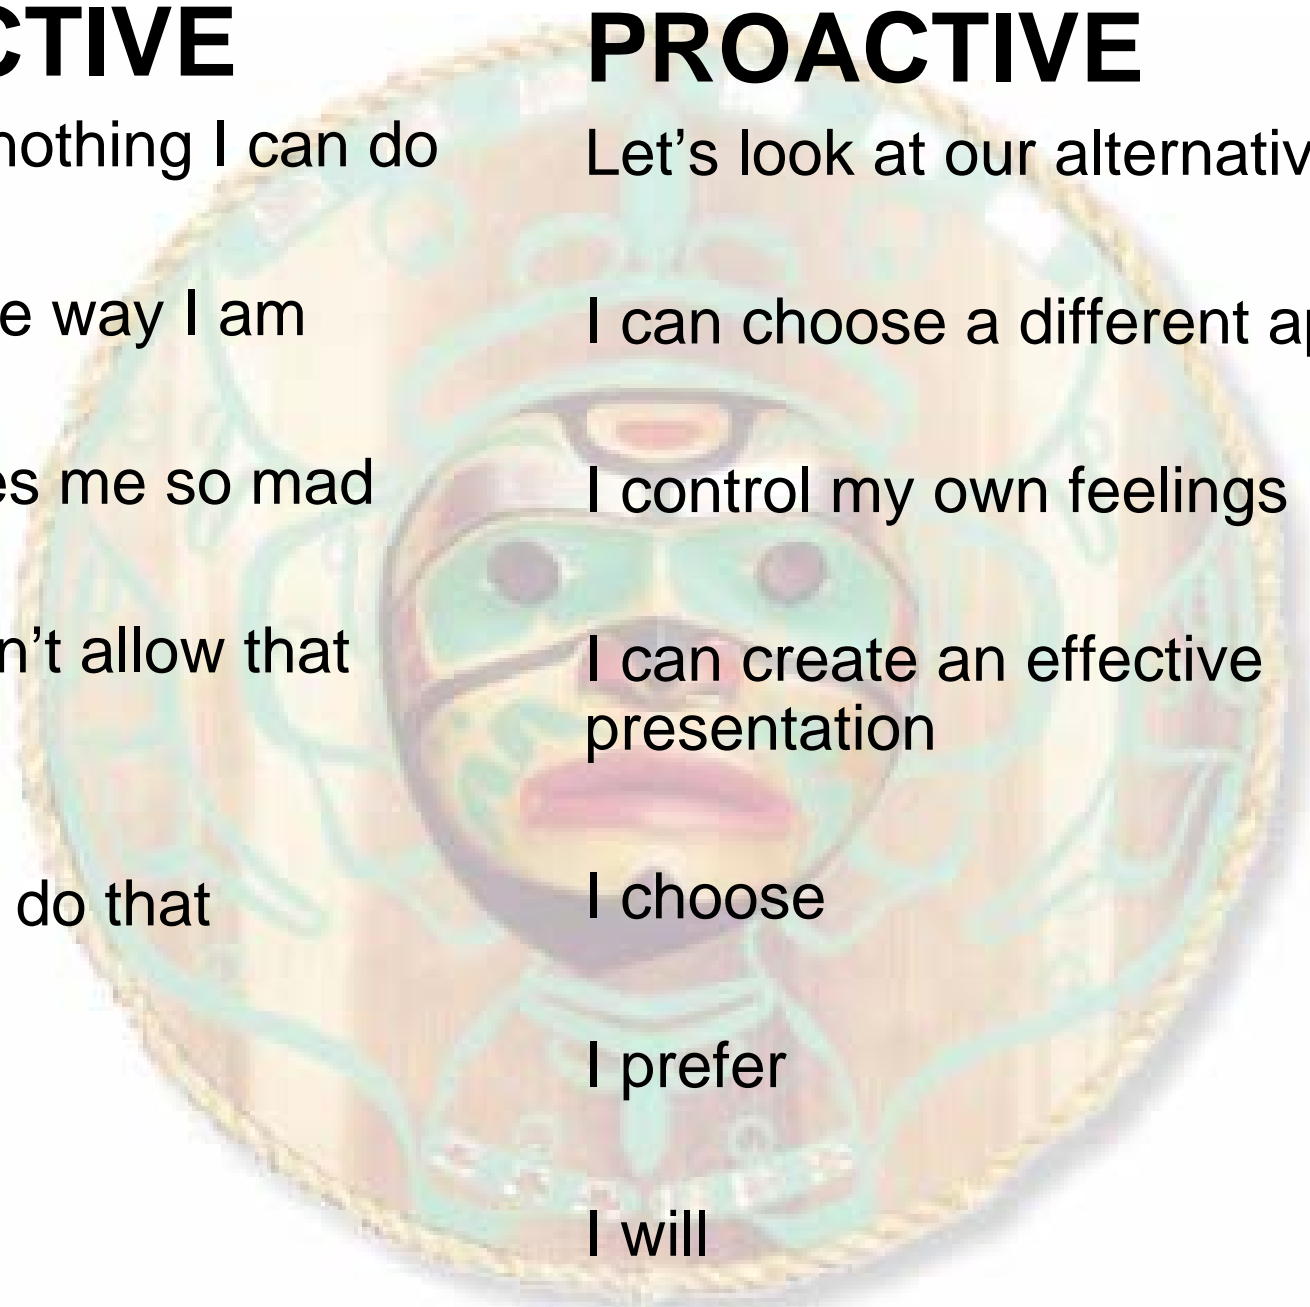 CTIVE
nothing I can do
e way I am
es me so mad
n't allow that
do that
PROACTIVE
Let's look at our alternativ
I can choose a different ap
I control my own feelings
I can create an effective
presentation
I choose
I prefer
I will